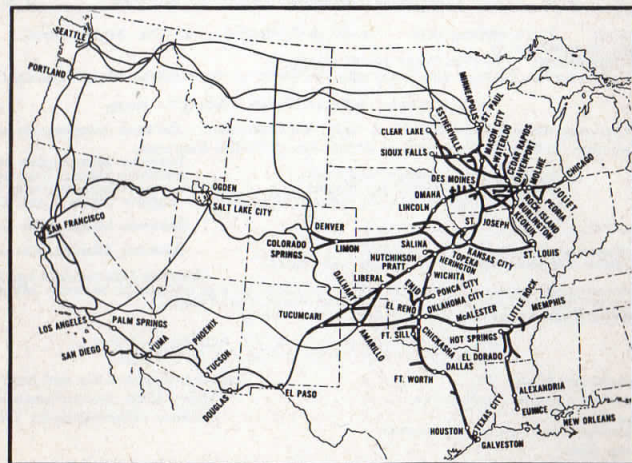 SEATTLE
PORTLAND
SAN FRANCISCO
LOS ANGELES
SAN DIEGO
PALM SPRINGS
YUMA
PHOENIX
TUCSON
DOUGLAS
EL PASO
OGDEN
SALT LAKE CITY
DENVER
COLORADO
SPRINGS
LIMON
CLEAR LAKE
ESTHERVILLE
SIOUX FALLS
MINNEAPOLIS
ST. PAUL
MASON CITY
WATERLOO
CEDAR RAPIDS
DAVENPORT
MOLINE
CHICAGO
JOLIET
PEORIA
ROCK ISLAND
BURLINGTON
KEOKUK
DES MOINES
OMAHA
LINCOLN
ST.
JOSEPH
KANSAS CITY
ST. LOUIS
TOPEKA
HERINGTON
SALINA
HUTCHINSON
PRATT
WICHITA
LIBERAL
DALHART
TUCUMCARI
AMARILLO
ENID
PONCA CITY
EL RENO
OKLAHOMA CITY
FT. SILL
CHICKASHA
McALESTER
LITTLE ROCK
MEMPHIS
HOT SPRINGS
EL DORADO
DALLAS
FT. WORTH
ALEXANDRIA
EUNICE
NEW ORLEANS
HOUSTON
TEXAS CITY
GALVESTON